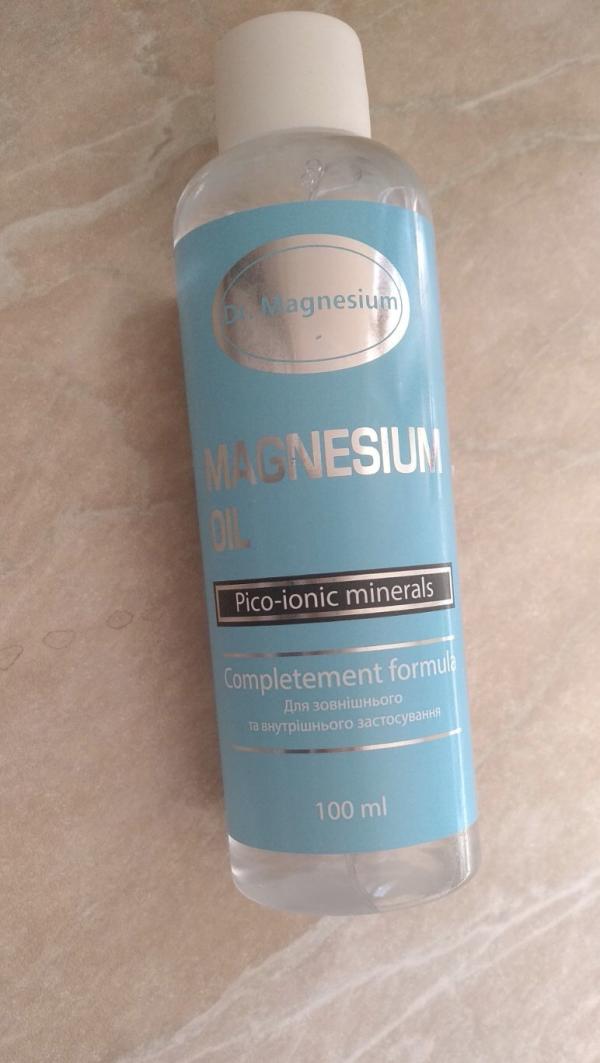 Dr. Magnesium
MAGNESIUM
OIL
Pico-ionic minerals
Completement formula
Для зовнішнього
та внутрішнього застосування
100 ml